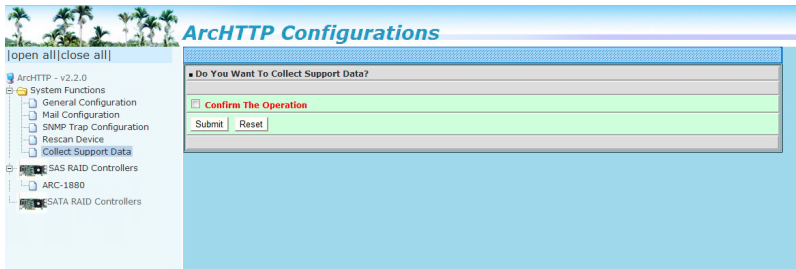 ArcHTTP Configurations
|open all|close all|
ArcHTTP - v2.2.0
System Functions
General Configuration
Mail Configuration
SNMP Trap Configuration
Rescan Device
Collect Support Data
SAS RAID Controllers
ARC-1880
SATA RAID Controllers
Do You Want To Collect Support Data?
Confirm The Operation
Submit Reset